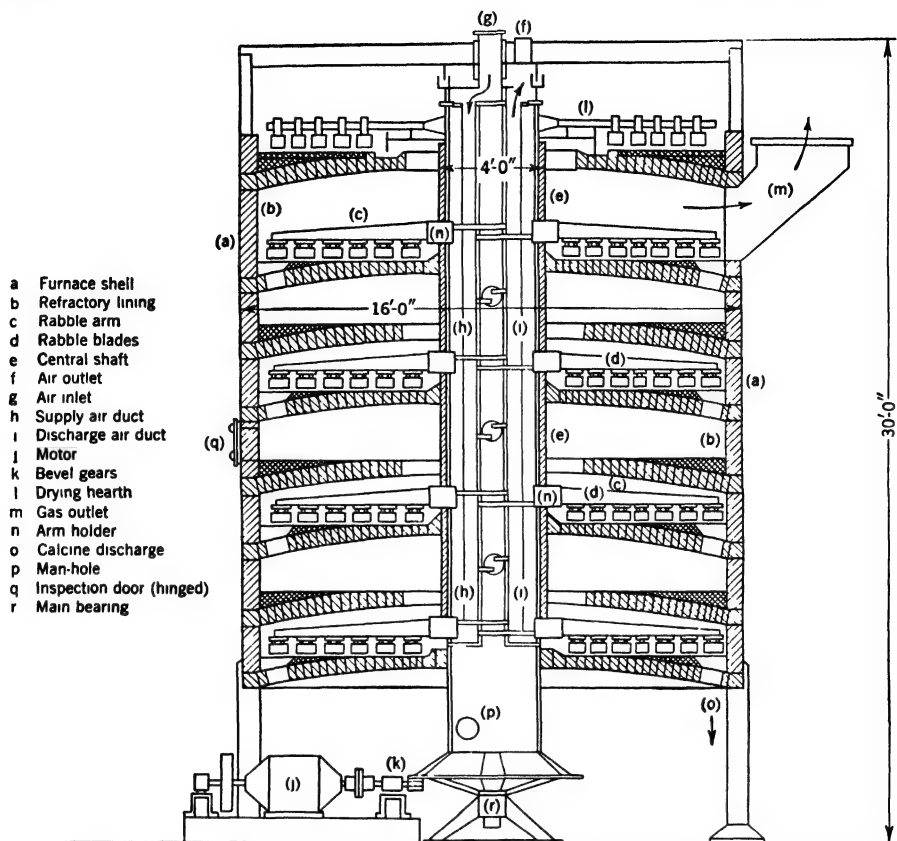 (g)
(f)
(l)
4'-0"
(m)
(b)
(c)
(e)
(a)
(n)
16'-0"
(h)
(ı)
(d)
(a)
30'-0"
(q)
(e)
(b)
(c)
(n)
(d)
(h)
(ı)
(o)
(p)
(k)
(j)
(r)
a Furnace shell
b Refractory lining
c Rabble arm
d Rabble blades
e Central shaft
f Air outlet
g Air inlet
h Supply air duct
ı Discharge air duct
j Motor
k Bevel gears
l Drying hearth
m Gas outlet
n Arm holder
o Calcine discharge
p Man-hole
q Inspection door (hinged)
r Main bearing